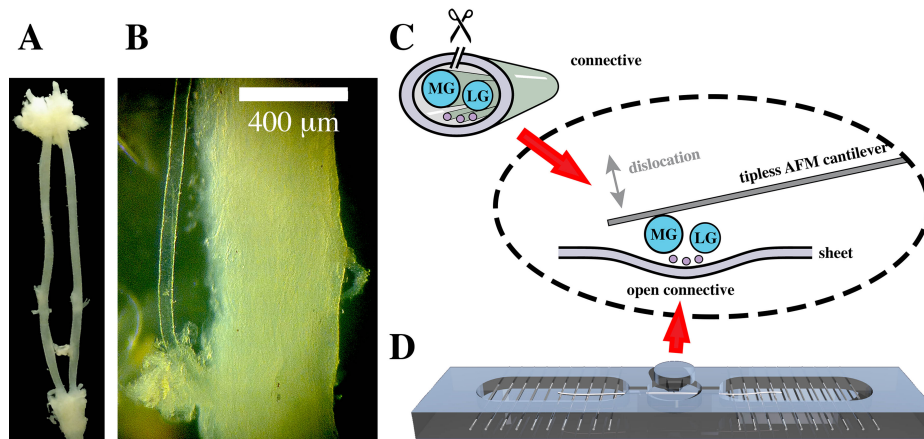 A
B
400 µm
C
connective
MG
LG
dislocation
tipless AFM cantilever
MG
LG
sheet
open connective
D